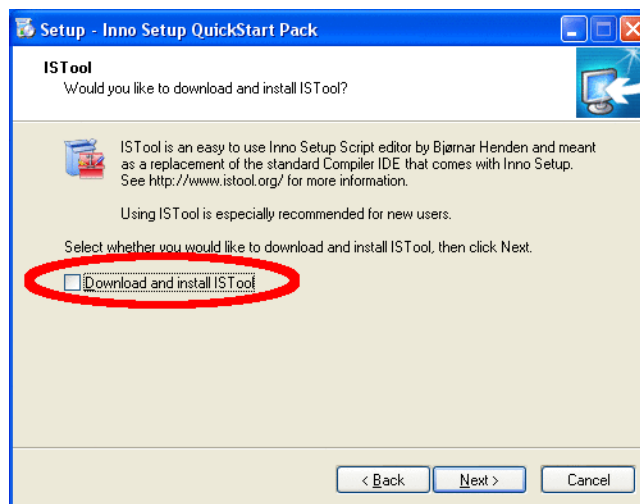 Setup - Inno Setup QuickStart Pack
ISTool
Would you like to download and install ISTool?
ISTool is an easy to use Inno Setup Script editor by Bjørnar Henden and meant
as a replacement of the standard Compiler IDE that comes with Inno Setup.
See http://www.istool.org/ for more information.
Using ISTool is especially recommended for new users.
Select whether you would like to download and install ISTool, then click Next.
Download and install ISTool
< Back
Next >
Cancel